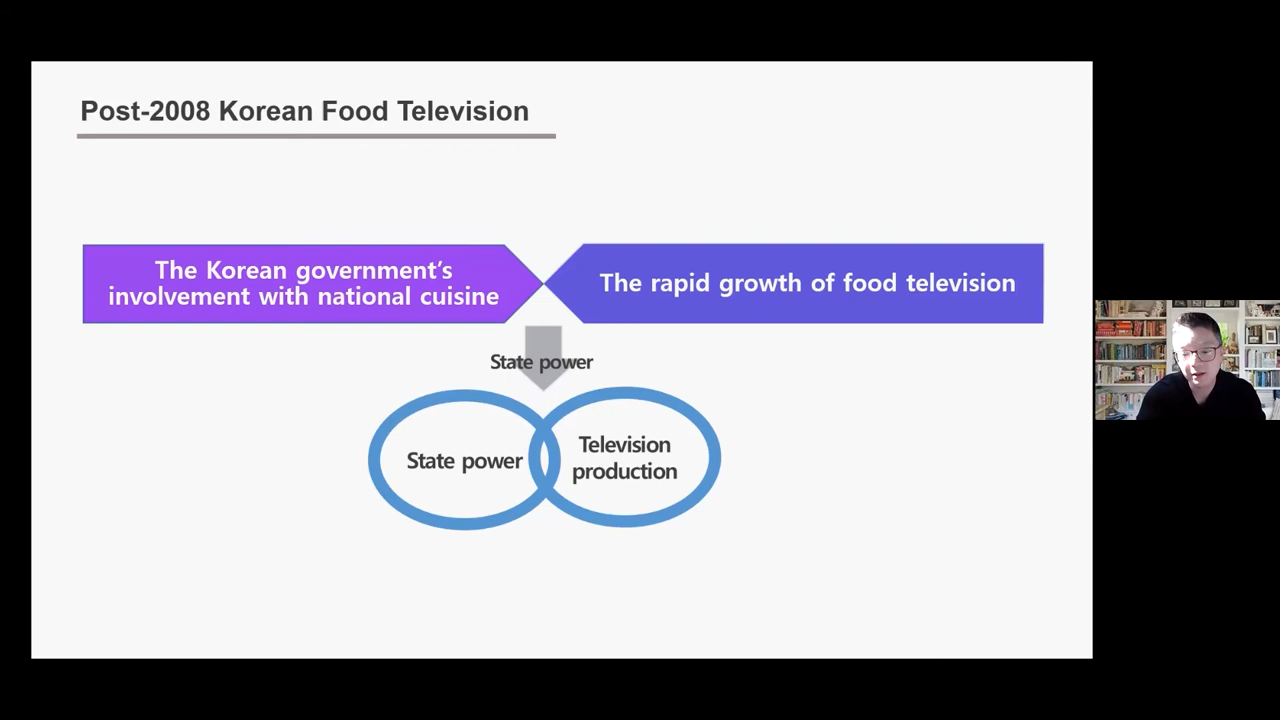 Post-2008 Korean Food Television
The Korean government’s
involvement with national cuisine
The rapid growth of food television
State power
State power
Television
production